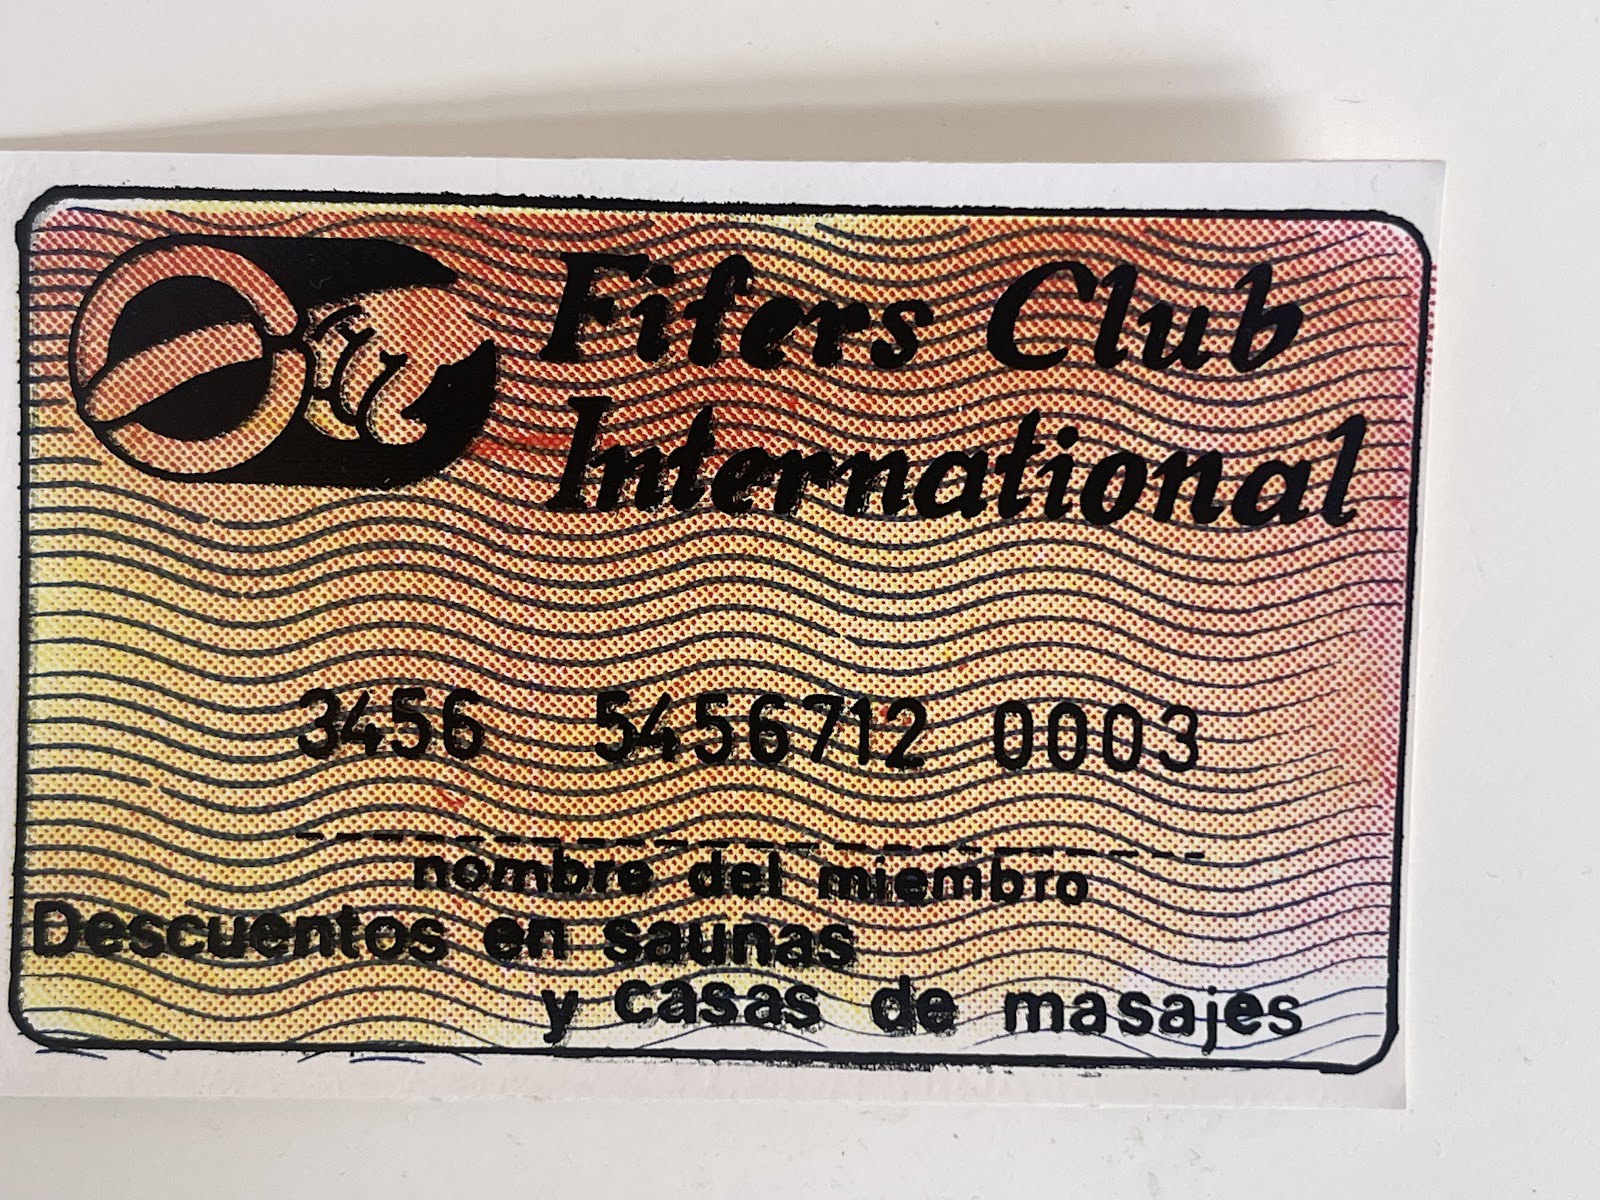 Fifers Club
International
3456 5456712 0003
nombre del miembro
Descuentos en saunas
y casas de masajes